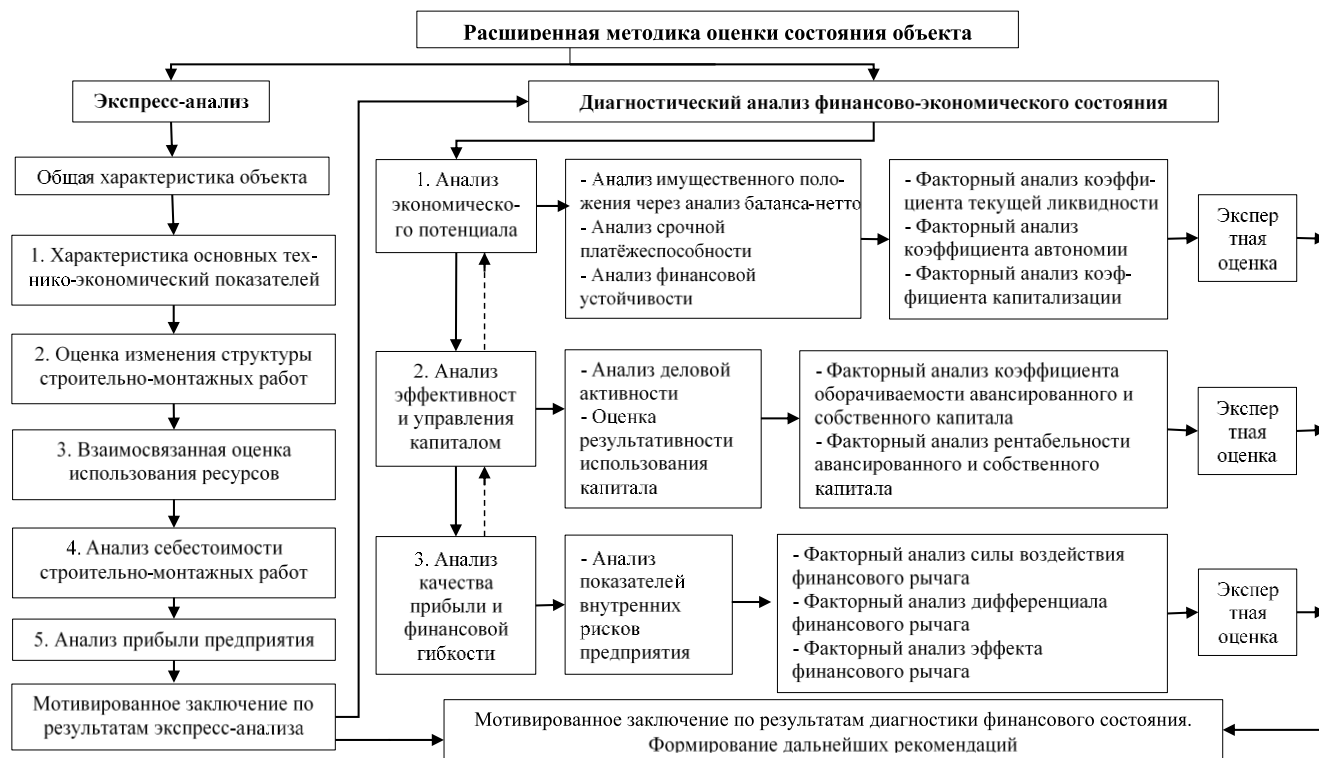 Расширенная методика оценки состояния объекта
Экспресс-анализ
Диагностический анализ финансово-экономического состояния
Общая характеристика объекта
1. Характеристика основных тех-
нико-экономический показателей
2. Оценка изменения структуры
строительно-монтажных работ
3. Взаимосвязанная оценка
использования ресурсов
4. Анализ себестоимости
строительно-монтажных работ
5. Анализ прибыли предприятия
Мотивированное заключение по
результатам экспресс-анализа
1. Анализ
экономическо-
го потенциала
- Анализ имущественного поло-
жения через анализ баланса-нетто
- Анализ срочной
платёжеспособности
- Анализ финансовой
устойчивости
- Факторный анализ коэффи-
циента текущей ликвидности
- Факторный анализ
коэффициента автономии
- Факторный анализ коэф-
фициента капитализации
Экспер
тная
оценка
2. Анализ
эффективност
и управления
капиталом
- Анализ деловой
активности
- Оценка
результативности
использования
капитала
- Факторный анализ коэффициента
оборачиваемости авансированного и
собственного капитала
- Факторный анализ рентабельности
авансированного и собственного
капитала
Экспер
тная
оценка
3. Анализ
качества
прибыли и
финансовой
гибкости
- Анализ
показателей
внутренних
рисков
предприятия
- Факторный анализ силы воздействия
финансового рычага
- Факторный анализ дифференциала
финансового рычага
- Факторный анализ эффекта
финансового рычага
Экспер
тная
оценка
Мотивированное заключение по результатам диагностики финансового состояния.
Формирование дальнейших рекомендаций